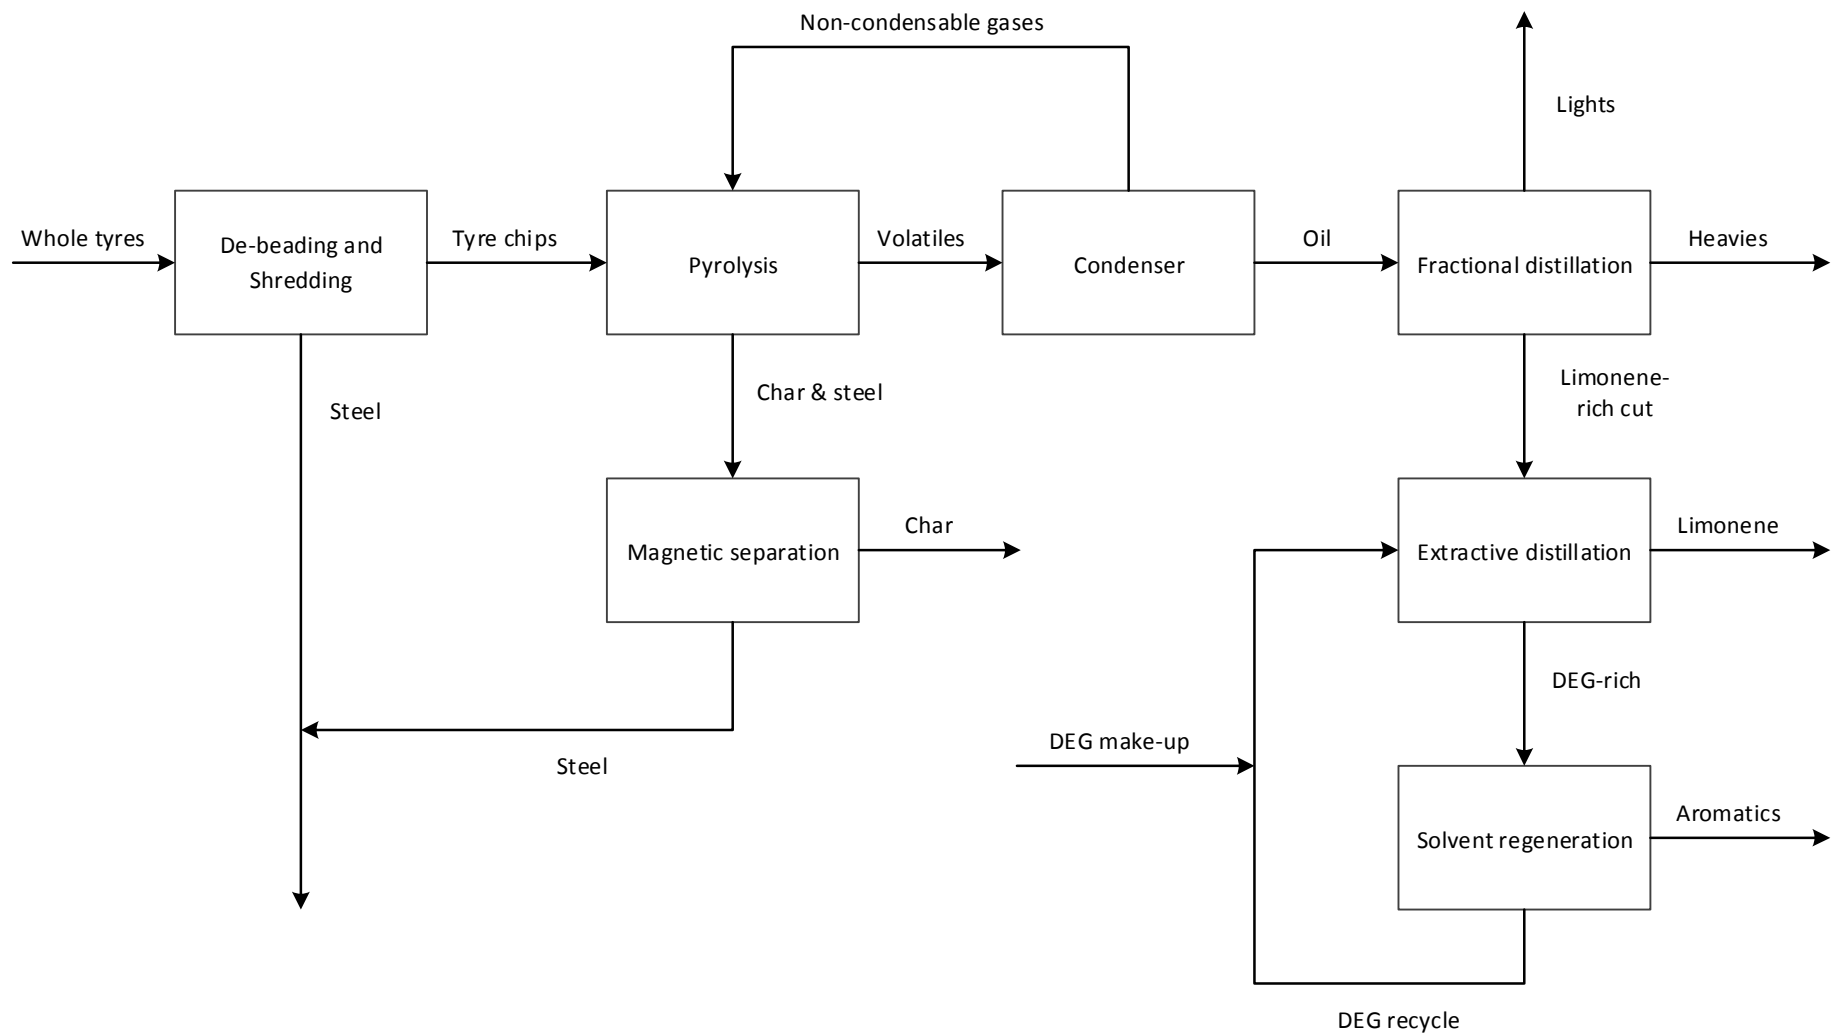 Non-condensable gases
Lights
Whole tyres
De-beading and
Shredding
Tyre chips
Pyrolysis
Volatiles
Condenser
Oil
Fractional distillation
Heavies
Steel
Char & steel
Limonene-
rich cut
Magnetic separation
Char
Extractive distillation
Limonene
Steel
DEG-rich
DEG make-up
Solvent regeneration
Aromatics
DEG recycle